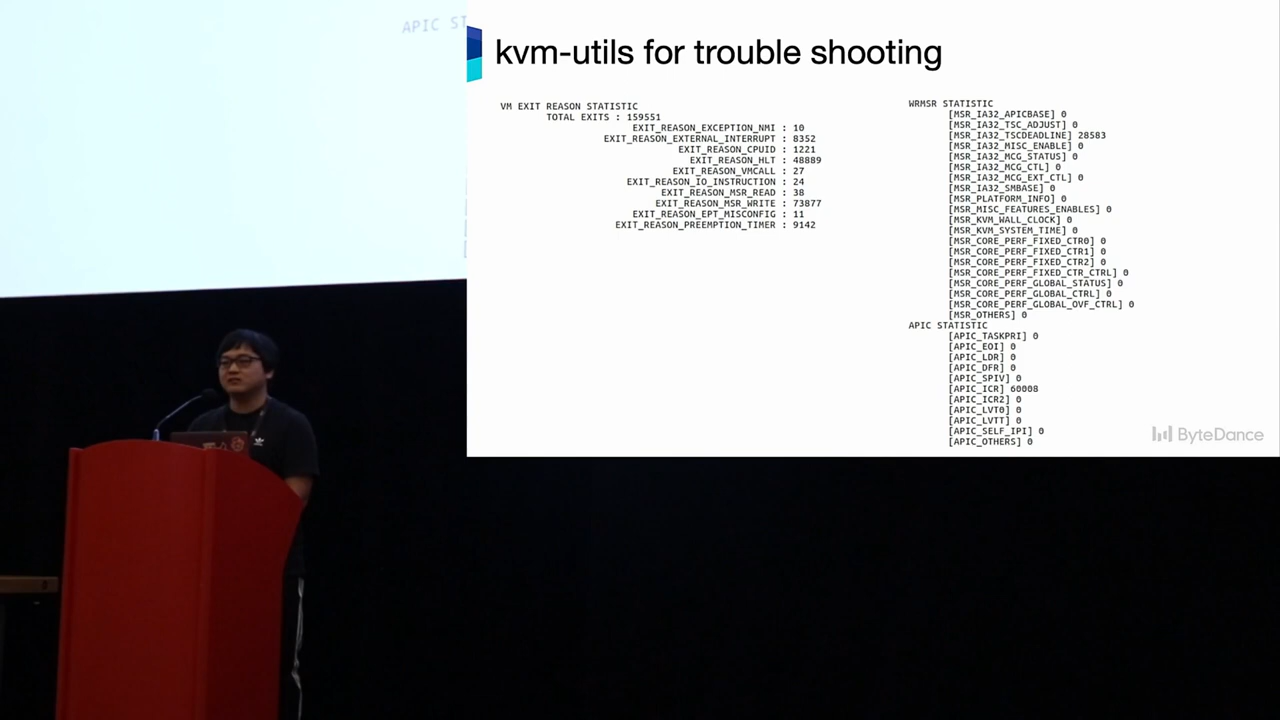 APIC ST
kvm-utils for trouble shooting
VM EXIT REASON STATISTIC
TOTAL EXITS : 159551
EXIT_REASON_EXCEPTION_NMI : 10
EXIT_REASON_EXTERNAL_INTERRUPT : 8352
EXIT_REASON_CPUID : 1221
EXIT_REASON_HLT : 48889
EXIT_REASON_VMCALL : 27
EXIT_REASON_IO_INSTRUCTION : 24
EXIT_REASON_MSR_READ : 38
EXIT_REASON_MSR_WRITE : 73877
EXIT_REASON_EPT_MISCONFIG : 11
EXIT_REASON_PREEMPTION_TIMER : 9142
WRMSR STATISTIC
[MSR_IA32_APICBASE] 0
[MSR_IA32_TSC_ADJUST] 0
[MSR_IA32_TSCDEADLINE] 28583
[MSR_IA32_MISC_ENABLE] 0
[MSR_IA32_MCG_STATUS] 0
[MSR_IA32_MCG_CTL] 0
[MSR_IA32_MCG_EXT_CTL] 0
[MSR_IA32_SMBASE] 0
[MSR_PLATFORM_INFO] 0
[MSR_MISC_FEATURES_ENABLES] 0
[MSR_KVM_WALL_CLOCK] 0
[MSR_KVM_SYSTEM_TIME] 0
[MSR_CORE_PERF_FIXED_CTR0] 0
[MSR_CORE_PERF_FIXED_CTR1] 0
[MSR_CORE_PERF_FIXED_CTR2] 0
[MSR_CORE_PERF_FIXED_CTR_CTRL] 0
[MSR_CORE_PERF_GLOBAL_STATUS] 0
[MSR_CORE_PERF_GLOBAL_CTRL] 0
[MSR_CORE_PERF_GLOBAL_OVF_CTRL] 0
[MSR_OTHERS] 0
APIC STATISTIC
[APIC_TASKPRI] 0
[APIC_EOI] 0
[APIC_LDR] 0
[APIC_DFR] 0
[APIC_SPIV] 0
[APIC_ICR] 60008
[APIC_ICR2] 0
[APIC_LVT0] 0
[APIC_LVTT] 0
[APIC_SELF_IPI] 0
[APIC_OTHERS] 0
ByteDance